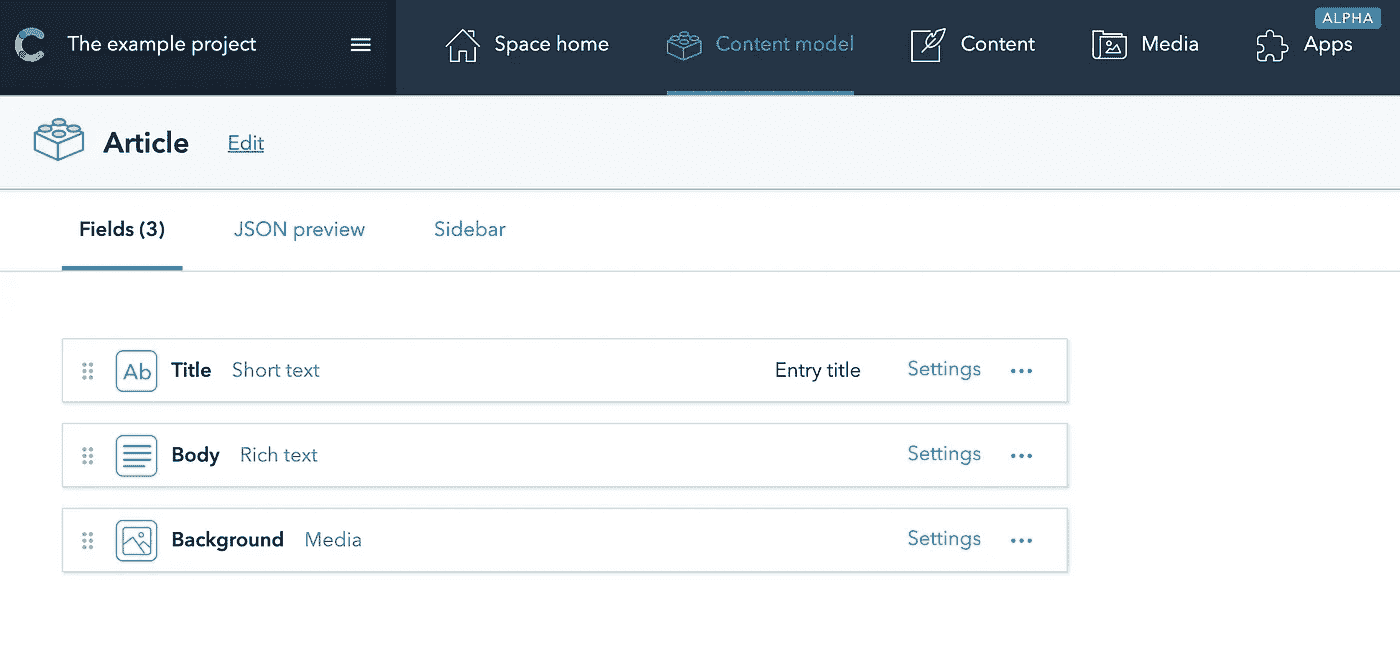 ALPHA
The example project Space home Content model Content Media Apps
Article Edit
Fields (3) JSON preview Sidebar
Ab Title Short text Entry title Settings
Body Rich text Settings
Background Media Settings